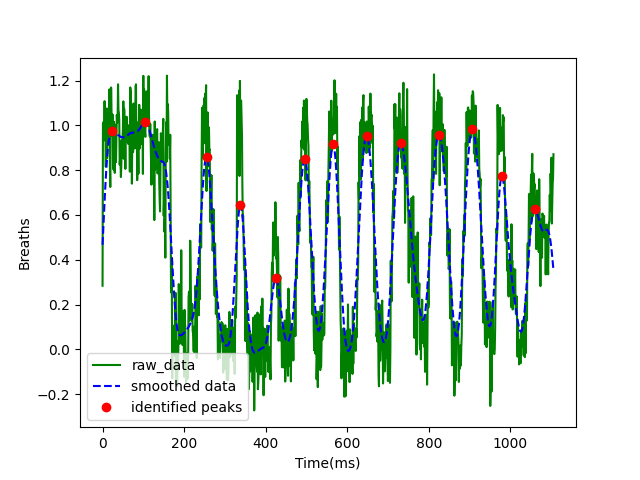 1.2
1.0
0.8
0.6
0.4
0.2
0.0
−0.2
Breaths
raw_data
smoothed data
identified peaks
0 200 400 600 800 1000
Time(ms)